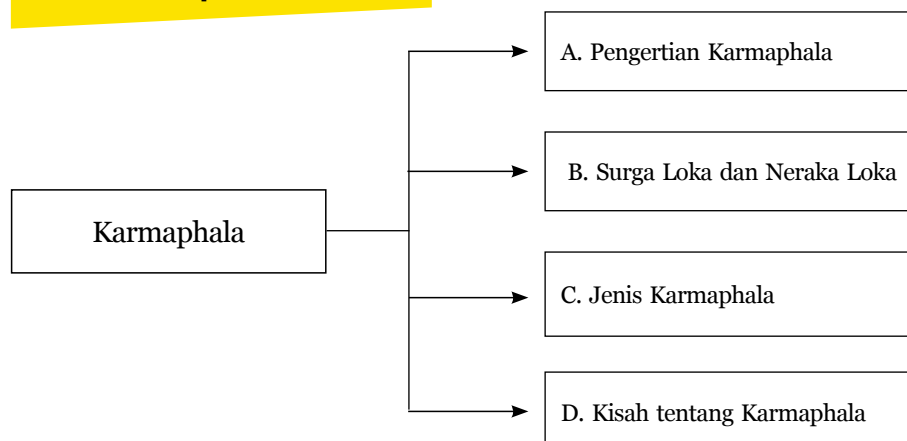 Karmaphala
A. Pengertian Karmaphala
B. Surga Loka dan Neraka Loka
C. Jenis Karmaphala
D. Kisah tentang Karmaphala